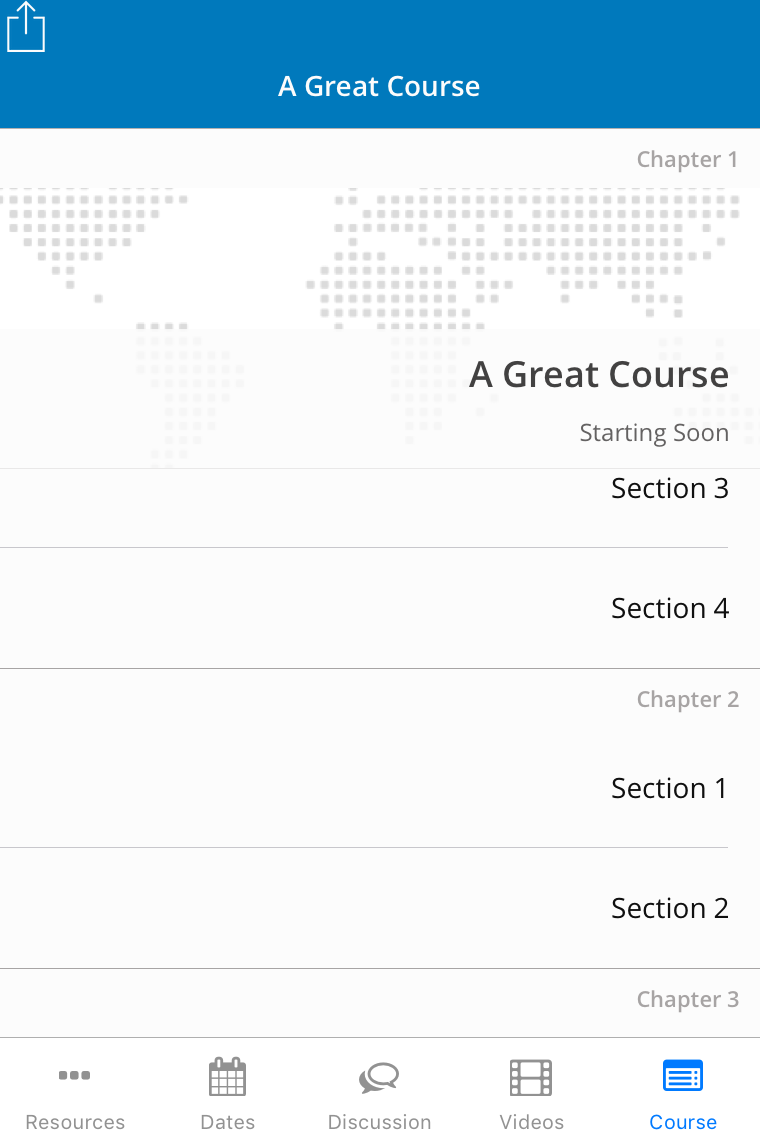 A Great Course
Chapter 1
A Great Course
Starting Soon
Section 3
Section 4
Chapter 2
Section 1
Section 2
Chapter 3
Resources
Dates
Discussion
Videos
Course